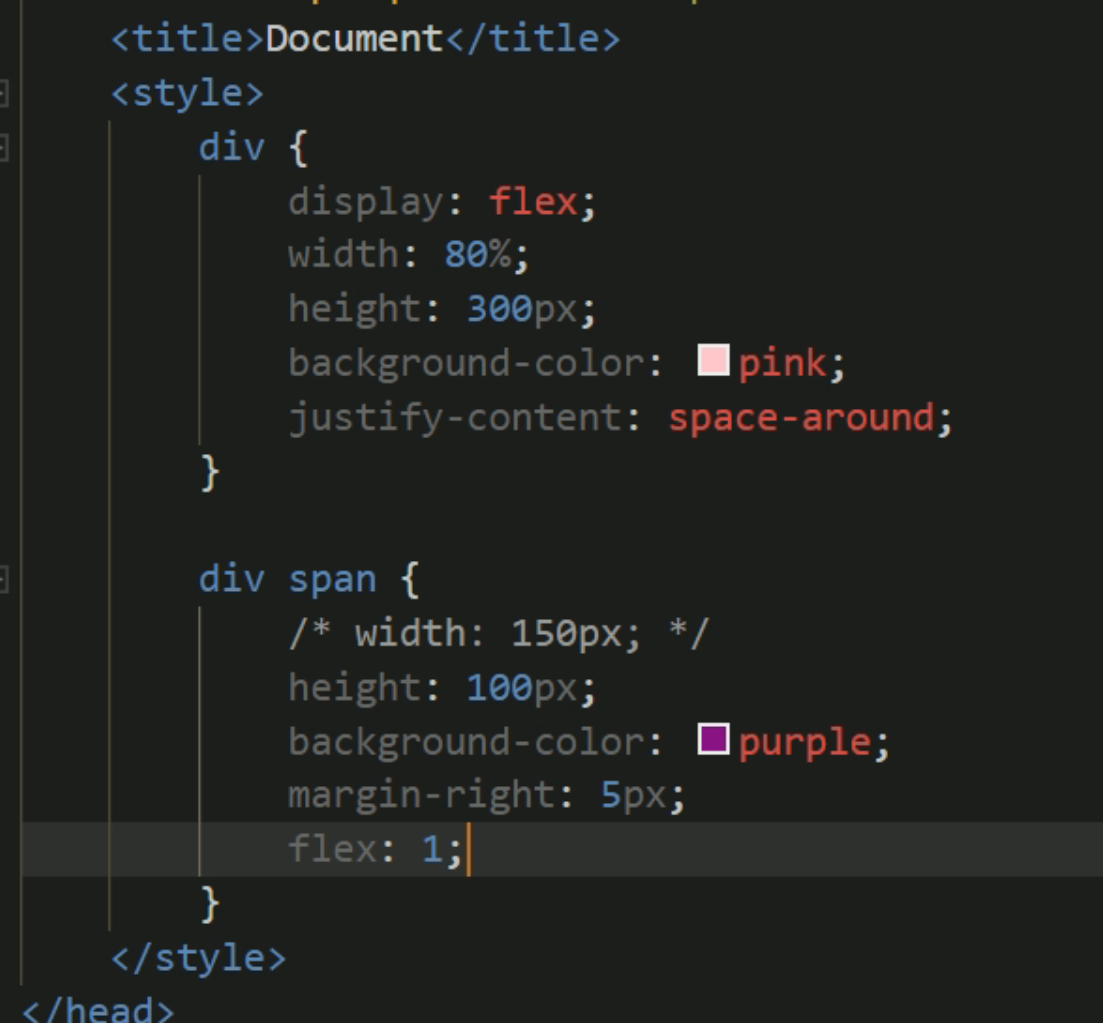 <title>Document</title>
<style>
div {
display: flex;
width: 80%;
height: 300px;
background-color: pink;
justify-content: space-around;
}
div span {
/* width: 150px; */
height: 100px;
background-color: purple;
margin-right: 5px;
flex: 1;
}
</style>
</head>